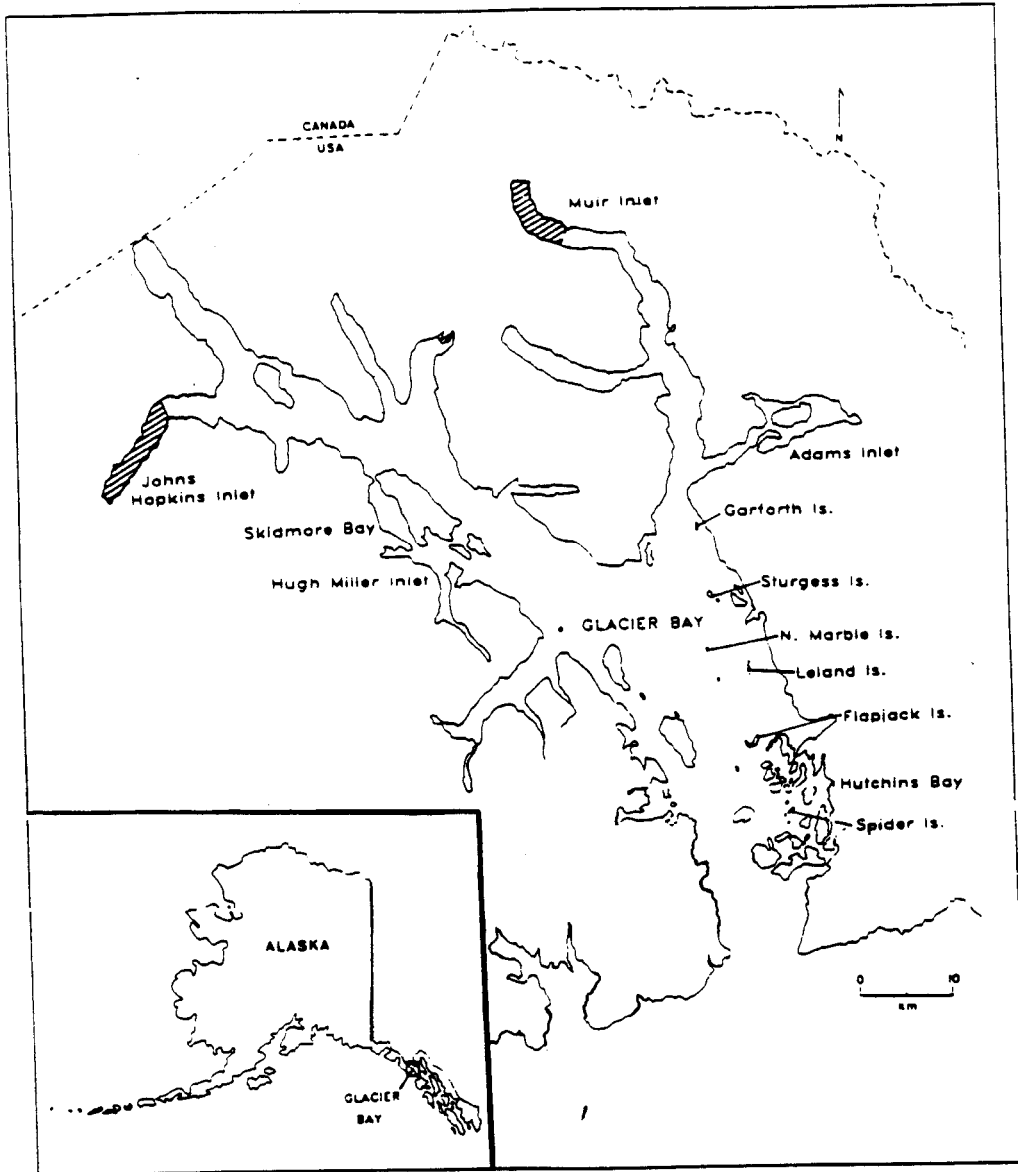 CANADA
USA
N
Muir Inlet
Johns
Hopkins Inlet
Adams Inlet
Garforth Is.
Skidmore Bay
Hugh Miller Inlet
Sturgess Is.
GLACIER BAY
N. Marble Is.
Leland Is.
Flapjack Is.
Hutchins Bay
Spider Is.
ALASKA
0 10
km
GLACIER
BAY